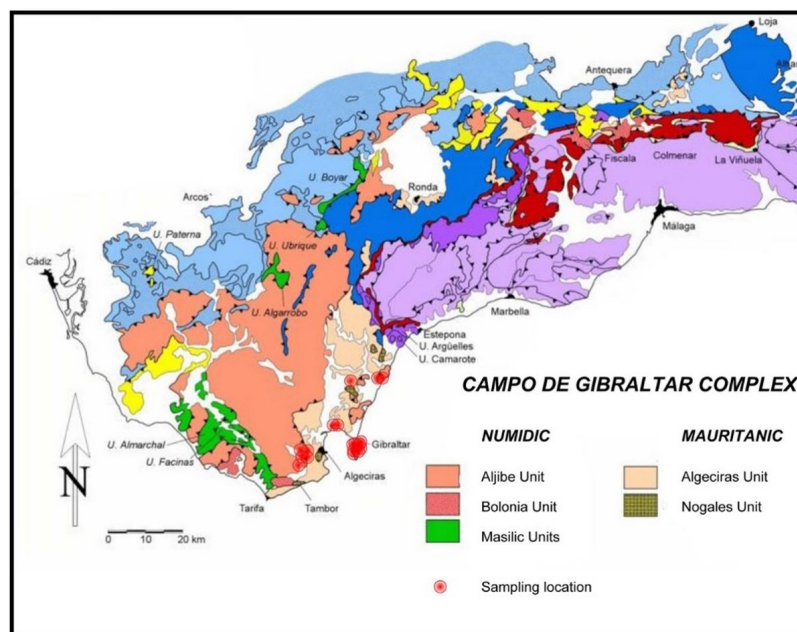 Loja
Antequera
Alhar
U. Boyar
Fiscala
Colmenar
La Viñuela
Arcos
Ronda
U. Paterna
U. Ubrique
Málaga
Cádiz
U. Algarrobo
Marbella
Estepona
U. Argüelles
U. Camarote
CAMPO DE GIBRALTAR COMPLEX
NUMIDIC
MAURITANIC
U. Almarchal
Gibraltar
U. Facinas
Algeciras
Aljibe Unit
Algeciras Unit
N
Tarifa
Tambor
Bolonia Unit
Nogales Unit
0 10 20 km
Masilic Units
Sampling location